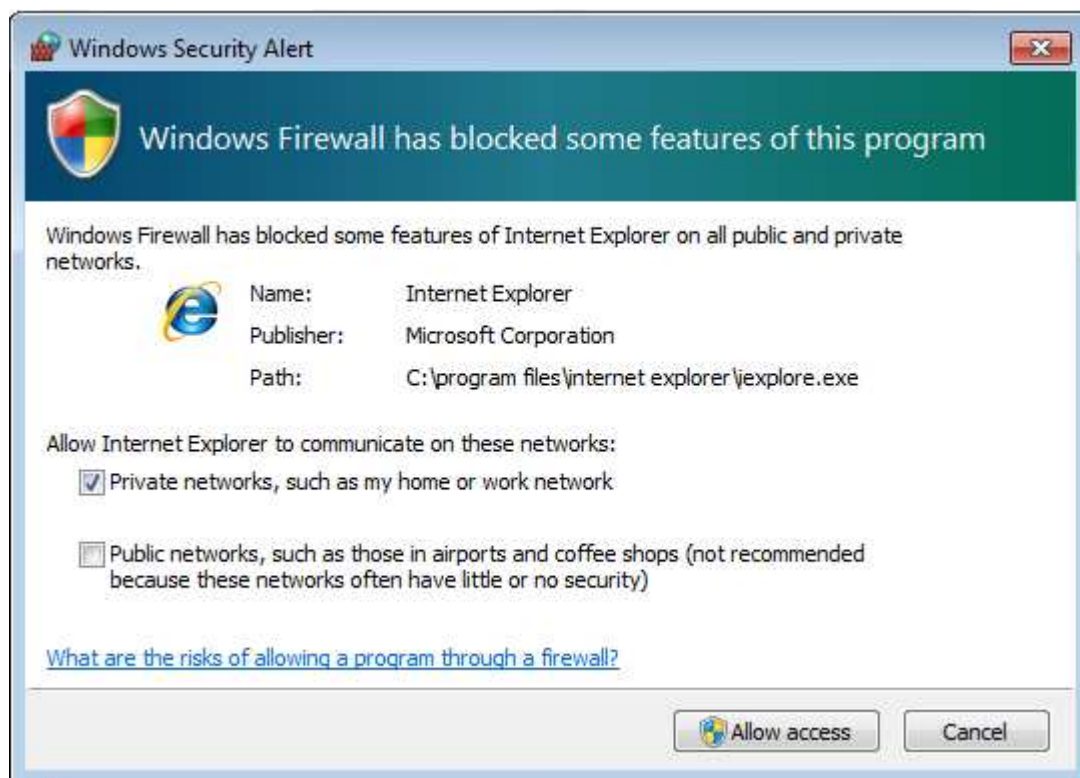 Windows Security Alert
Windows Firewall has blocked some features of this program
Windows Firewall has blocked some features of Internet Explorer on all public and private
networks.
Name: Internet Explorer
Publisher: Microsoft Corporation
Path: C:\program files\internet explorer\iexplore.exe
Allow Internet Explorer to communicate on these networks:
Private networks, such as my home or work network
Public networks, such as those in airports and coffee shops (not recommended
because these networks often have little or no security)
What are the risks of allowing a program through a firewall?
Allow access Cancel